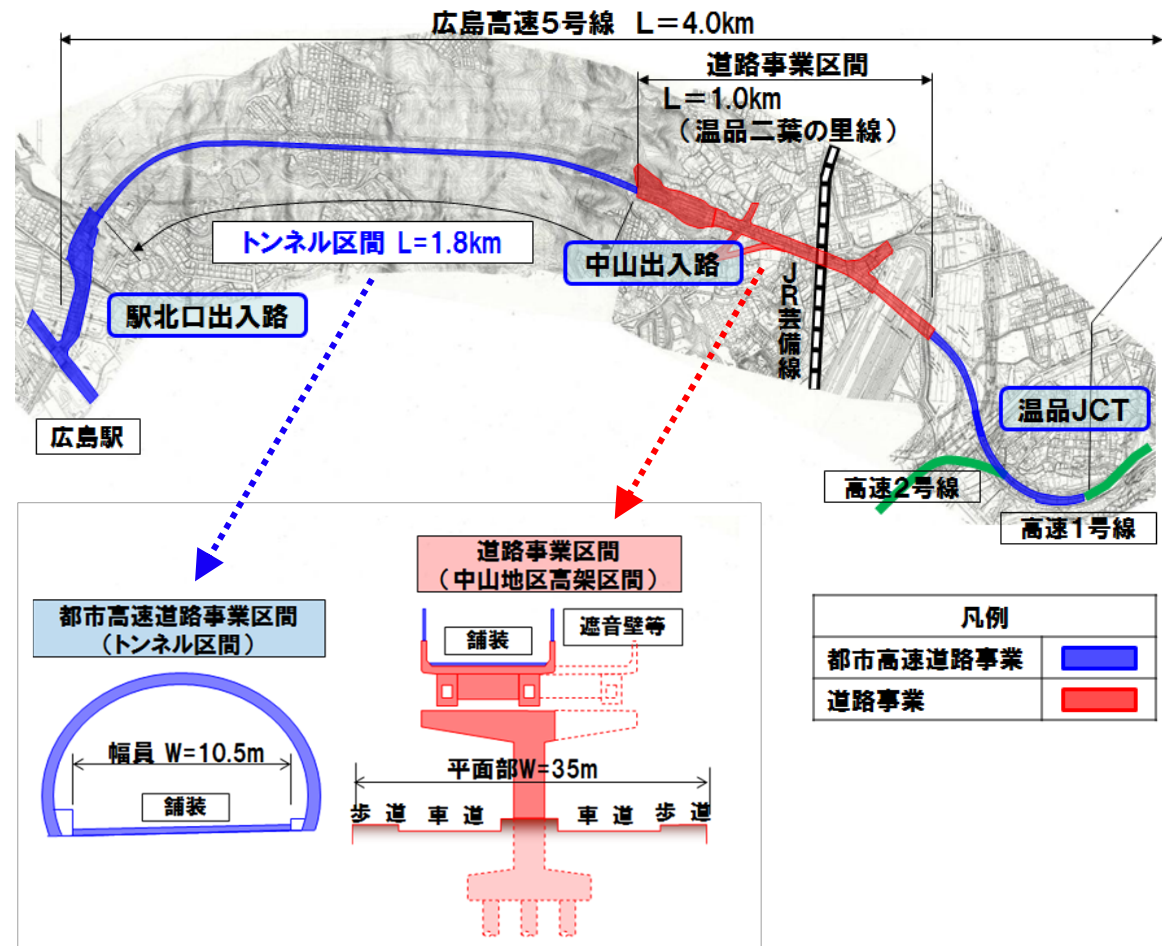 広島高速5号線 L=4.0km
道路事業区間
L=1.0km
(温品二葉の里線)
トンネル区間 L=1.8km
中山出入路
駅北口出入路
JR芸備線
広島駅
温品JCT
高速2号線
高速1号線
都市高速道路事業区間
(トンネル区間)
幅員 W=10.5m
舗装
道路事業区間
(中山地区高架区間)
舗装
遮音壁等
平面部W=35m
歩道 車道 車道 歩道
凡例
都市高速道路事業
道路事業